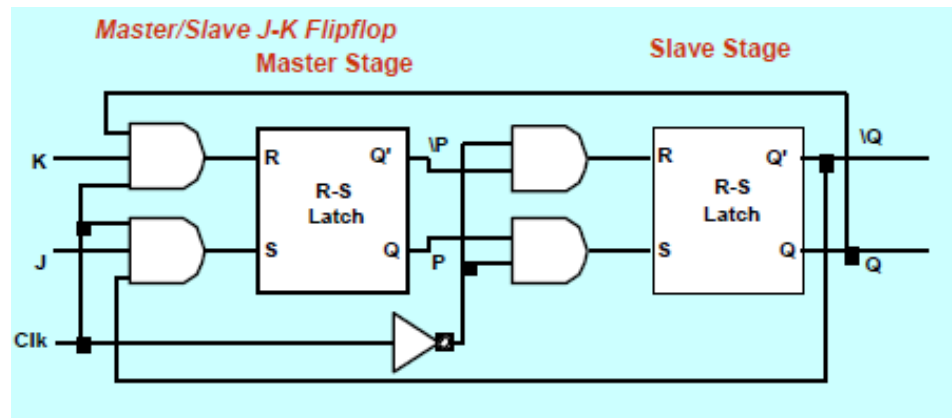 Master/Slave J-K Flipflop
Master Stage
Slave Stage
\P
\Q
K
R
Q'
R
Q'
R-S
Latch
R-S
Latch
J
S
Q
P
S
Q
Q
Clk